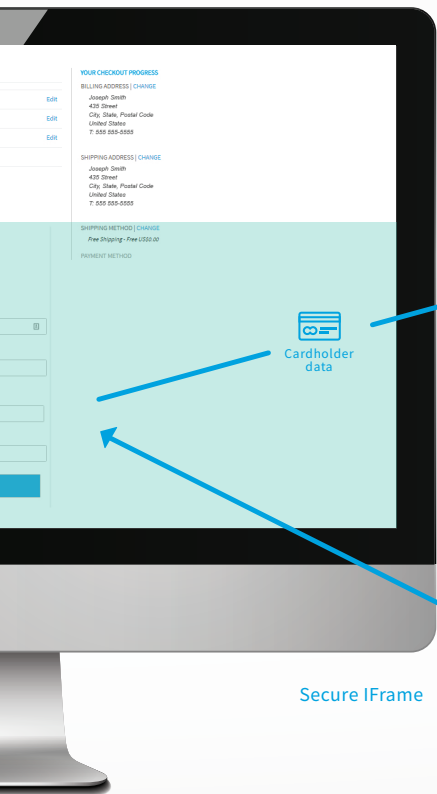 YOUR CHECKOUT PROGRESS
BILLING ADDRESS | CHANGE
Joseph Smith
435 Street
City, State, Postal Code
United States
T: 555 555-5555
Edit
Edit
Edit
SHIPPING ADDRESS | CHANGE
Joseph Smith
435 Street
City, State, Postal Code
United States
T: 555 555-5555
SHIPPING METHOD | CHANGE
Free Shipping - Free US$0.00
PAYMENT METHOD
Cardholder
data
Secure IFrame